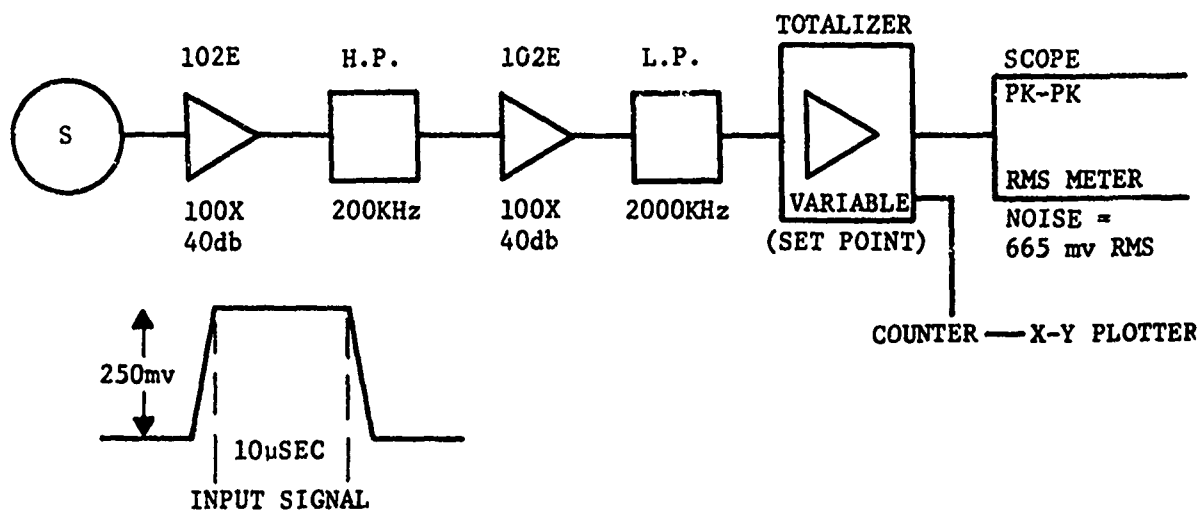 TOTALIZER
102E
H.P.
102E
L.P.
SCOPE
PK-PK
S
RMS METER
100X
40db
200KHz
100X
40db
2000KHz
VARIABLE
(SET POINT)
NOISE =
665 mv RMS
COUNTER — X-Y PLOTTER
250mv
10μSEC
INPUT SIGNAL